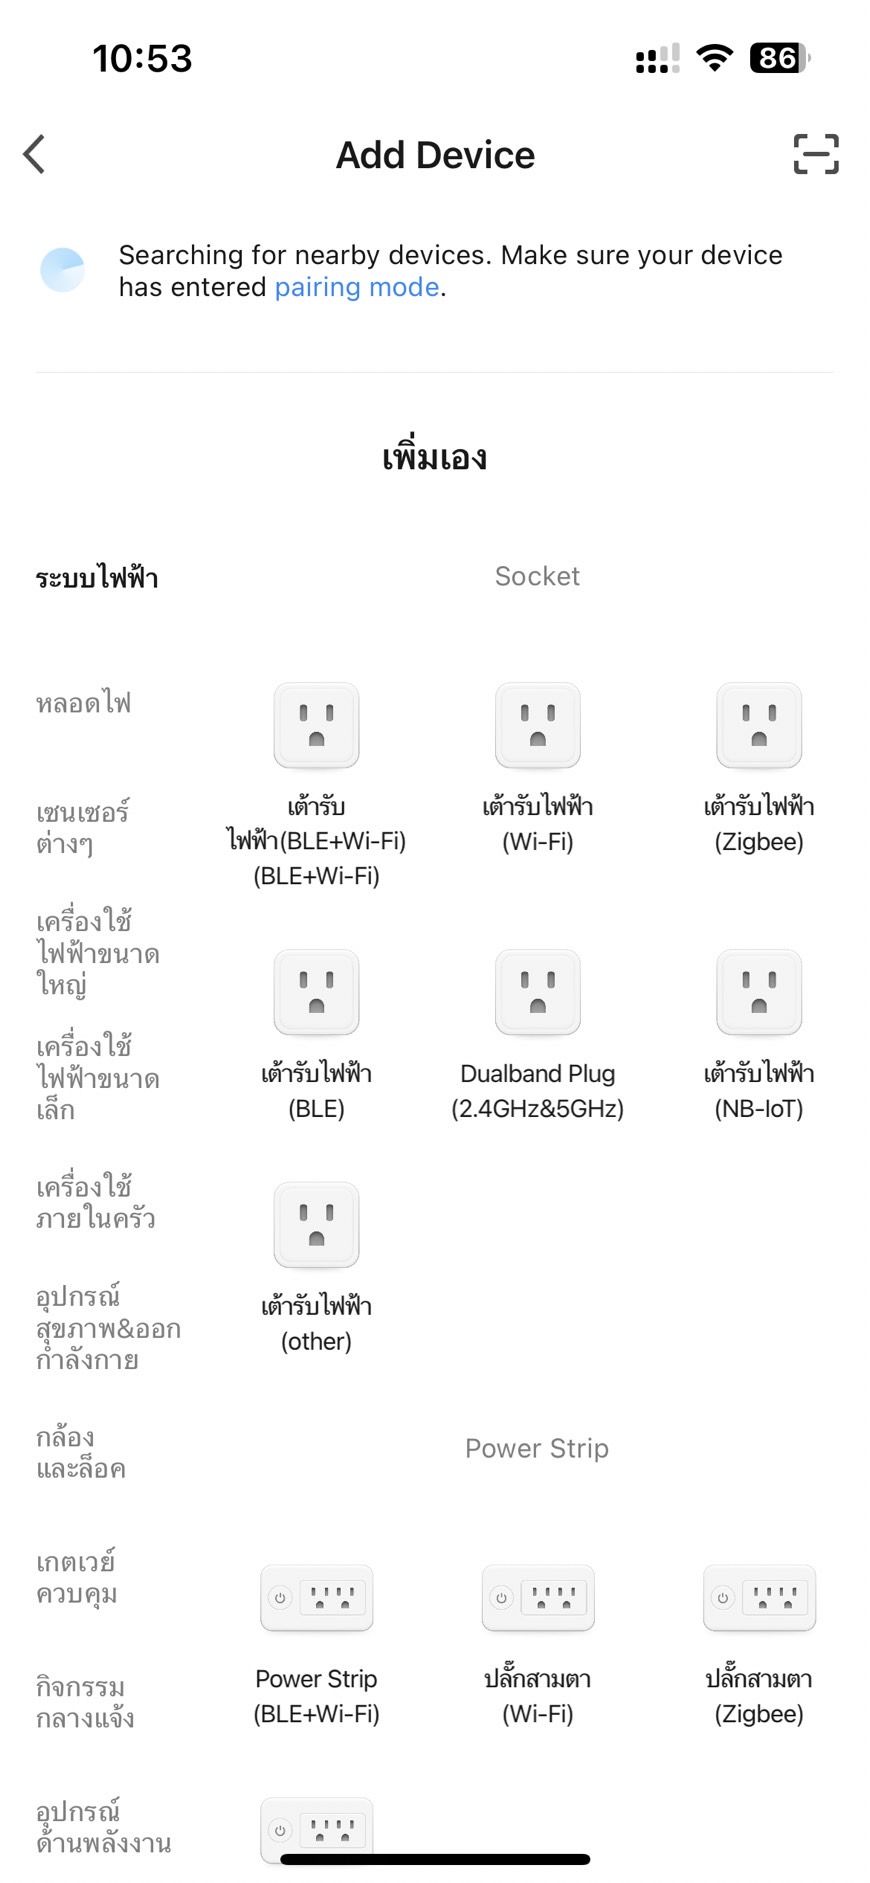 10:53
86
Add Device
Searching for nearby devices. Make sure your device
has entered pairing mode.
เพิ่มเอง
ระบบไฟฟ้า
หลอดไฟ
เซนเซอร์
ต่างๆ
เครื่องใช้
ไฟฟ้าขนาด
ใหญ่
เครื่องใช้
ไฟฟ้าขนาด
เล็ก
เครื่องใช้
ภายในครัว
อุปกรณ์
สุขภาพ&ออก
กำลังกาย
กล้อง
และล็อค
เกตเวย์
ควบคุม
กิจกรรม
กลางแจ้ง
อุปกรณ์
ด้านพลังงาน
Socket
เต้ารับ
ไฟฟ้า(BLE+Wi-Fi)
(BLE+Wi-Fi)
เต้ารับไฟฟ้า
(Wi-Fi)
เต้ารับไฟฟ้า
(Zigbee)
เต้ารับไฟฟ้า
(BLE)
Dualband Plug
(2.4GHz&5GHz)
เต้ารับไฟฟ้า
(NB-IoT)
เต้ารับไฟฟ้า
(other)
Power Strip
Power Strip
(BLE+Wi-Fi)
ปลั๊กสามตา
(Wi-Fi)
ปลั๊กสามตา
(Zigbee)